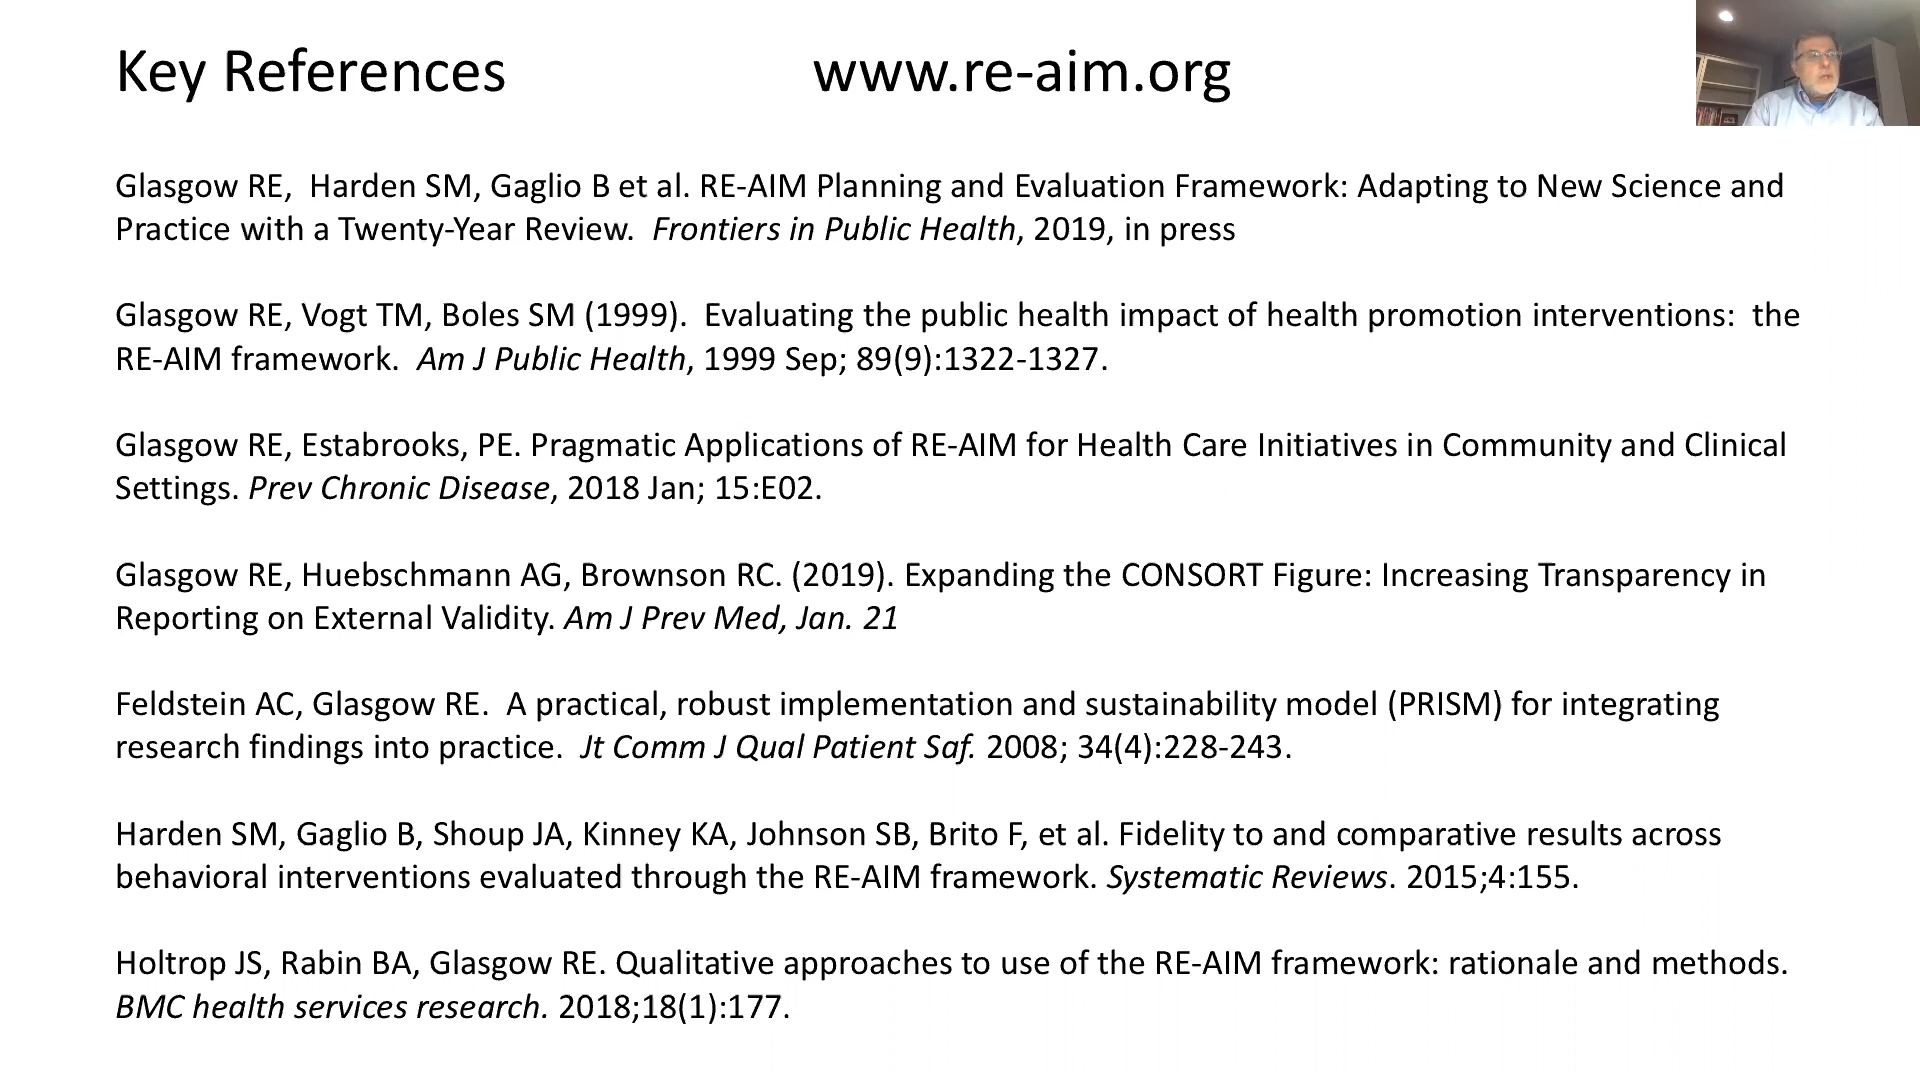 Key References www.re-aim.org
Glasgow RE,  Harden SM, Gaglio B et al. RE-AIM Planning and Evaluation Framework: Adapting to New Science and
Practice with a Twenty-Year Review.  Frontiers in Public Health, 2019, in press
Glasgow RE, Vogt TM, Boles SM (1999).  Evaluating the public health impact of health promotion interventions:  the
RE-AIM framework.  Am J Public Health, 1999 Sep; 89(9):1322-1327.
Glasgow RE, Estabrooks, PE. Pragmatic Applications of RE-AIM for Health Care Initiatives in Community and Clinical
Settings. Prev Chronic Disease, 2018 Jan; 15:E02.
Glasgow RE, Huebschmann AG, Brownson RC. (2019). Expanding the CONSORT Figure: Increasing Transparency in
Reporting on External Validity. Am J Prev Med, Jan. 21
Feldstein AC, Glasgow RE.  A practical, robust implementation and sustainability model (PRISM) for integrating
research findings into practice.  Jt Comm J Qual Patient Saf. 2008; 34(4):228-243.
Harden SM, Gaglio B, Shoup JA, Kinney KA, Johnson SB, Brito F, et al. Fidelity to and comparative results across
behavioral interventions evaluated through the RE-AIM framework. Systematic Reviews. 2015;4:155.
Holtrop JS, Rabin BA, Glasgow RE. Qualitative approaches to use of the RE-AIM framework: rationale and methods.
BMC health services research. 2018;18(1):177.